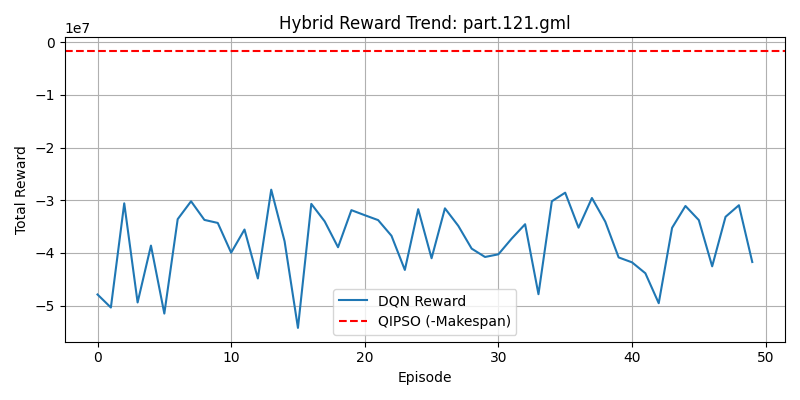 Hybrid Reward Trend: part.121.gml
1e7
0
−1
−2
−3
−4
−5
Total Reward
DQN Reward
QIPSO (-Makespan)
0 10 20 30 40 50
Episode